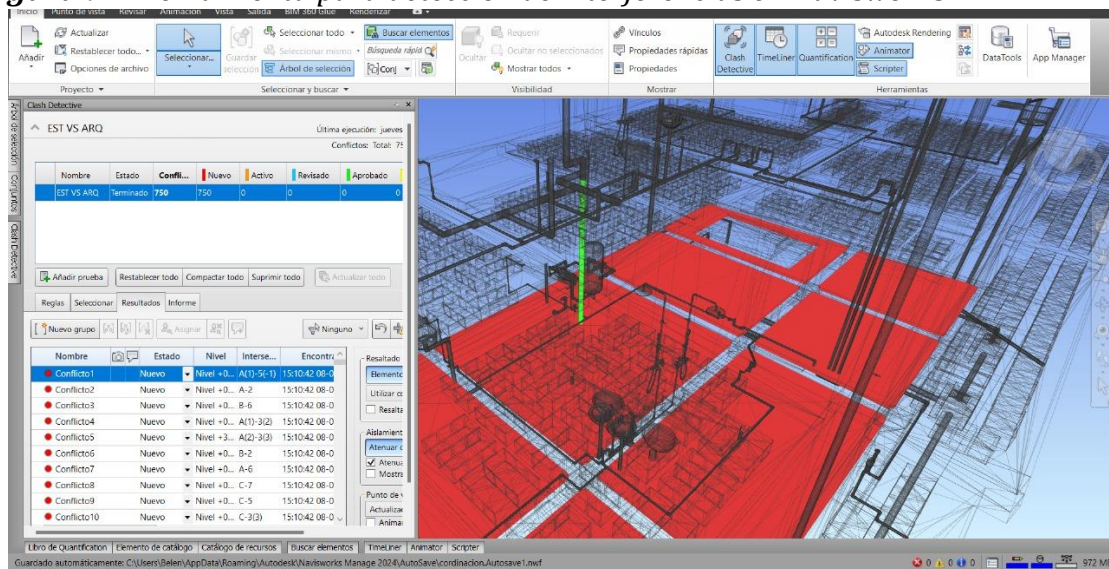 Inicio Punto de vista Revisar Animación Vista Salida BIM 360 Glue Renderizar
Añadir
Actualizar
Restablecer todo...
Opciones de archivo
Proyecto
Seleccionar...
Guardar selección
Seleccionar todo
Seleccionar mismo
Árbol de selección
Buscar elementos
Búsqueda rápid
Conj
Seleccionar y buscar
Ocultar
Requerir
Ocultar no seleccionados
Mostrar todos
Visibilidad
Vínculos
Propiedades rápidas
Propiedades
Mostrar
Clash Detective
TimeLiner
Quantification
Autodesk Rendering
Animator
Scripter
DataTools
App Manager
Herramientas
Árbol de selección
Conjuntos
Clash Detective
Clash Detective
EST VS ARQ
Última ejecución: jueves
Conflictos: Total: 75
Nombre Estado Confli... Nuevo Activo Revisado Aprobado
EST VS ARQ Terminado 750 750 0 0 0 0
Añadir prueba Restablecer todo Compactar todo Suprimir todo Actualizar todo
Reglas Seleccionar Resultados Informe
Nuevo grupo Asignar Ninguno
Nombre Estado Nivel Interse... Encontra
Conflicto1 Nuevo Nivel +0... A(1)-5(-1) 15:10:42 08-0
Conflicto2 Nuevo Nivel +0... A-2 15:10:42 08-0
Conflicto3 Nuevo Nivel +0... B-6 15:10:42 08-0
Conflicto4 Nuevo Nivel +0... A(1)-3(2) 15:10:42 08-0
Conflicto5 Nuevo Nivel +3... A(2)-3(3) 15:10:42 08-0
Conflicto6 Nuevo Nivel +0... B-2 15:10:42 08-0
Conflicto7 Nuevo Nivel +0... A-6 15:10:42 08-0
Conflicto8 Nuevo Nivel +0... C-7 15:10:42 08-0
Conflicto9 Nuevo Nivel +0... C-5 15:10:42 08-0
Conflicto10 Nuevo Nivel +0... C-3(3) 15:10:42 08-0
Resaltado
Elemento
Utilizar co
Resalta
Aislamient
Atenuar o
Atenua
Mostra
Punto de v
Actualizar
Animar
Libro de Quantification Elemento de catálogo Catálogo de recursos Buscar elementos TimeLiner Animator Scripter
Guardado automáticamente: C:\Users\Belen\AppData\Roaming\Autodesk\Navisworks Manage 2024\AutoSave\cordinacion.Autosave1.nwf
0 0 0 972 M